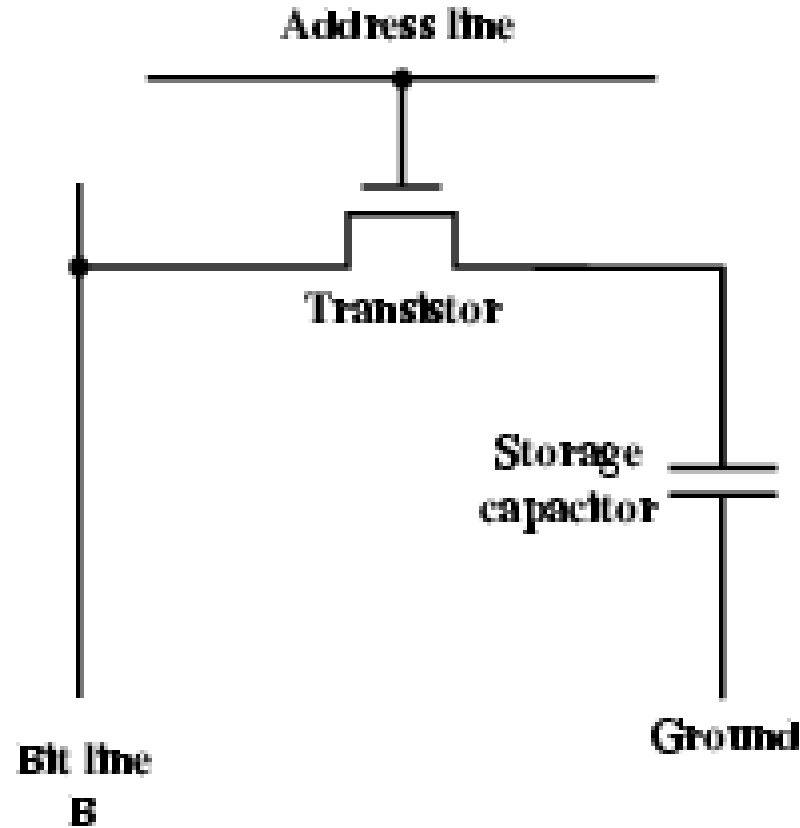 Address line
Transistor
Storage
capacitor
Ground
Bit line
B